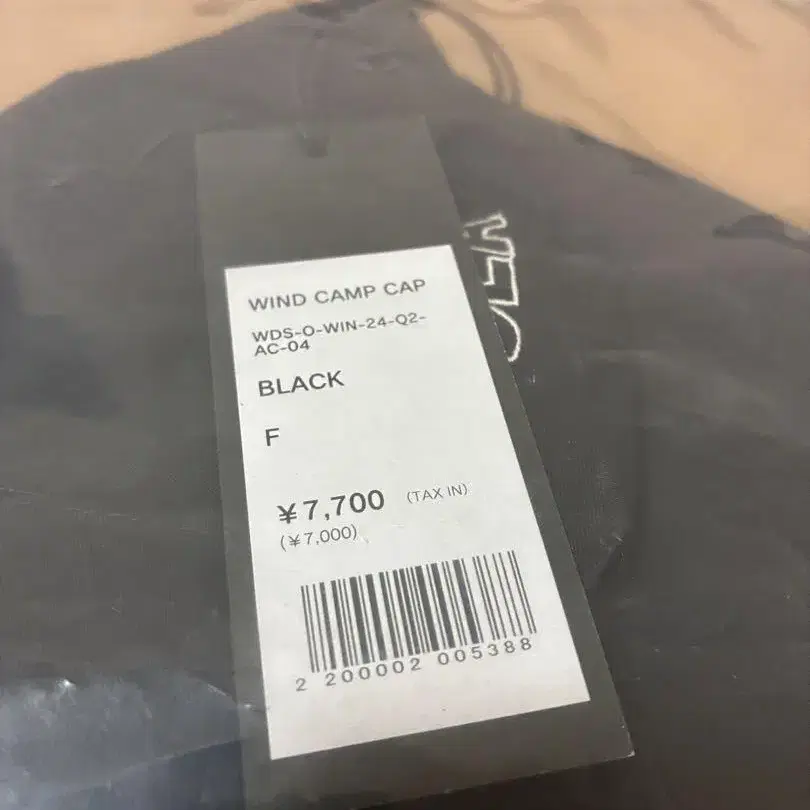 WIND CAMP CAP
WDS-O-WIN-24-Q2-
AC-04
BLACK
F
¥7,700 (TAX IN)
(¥7,000)
2 200002 005388